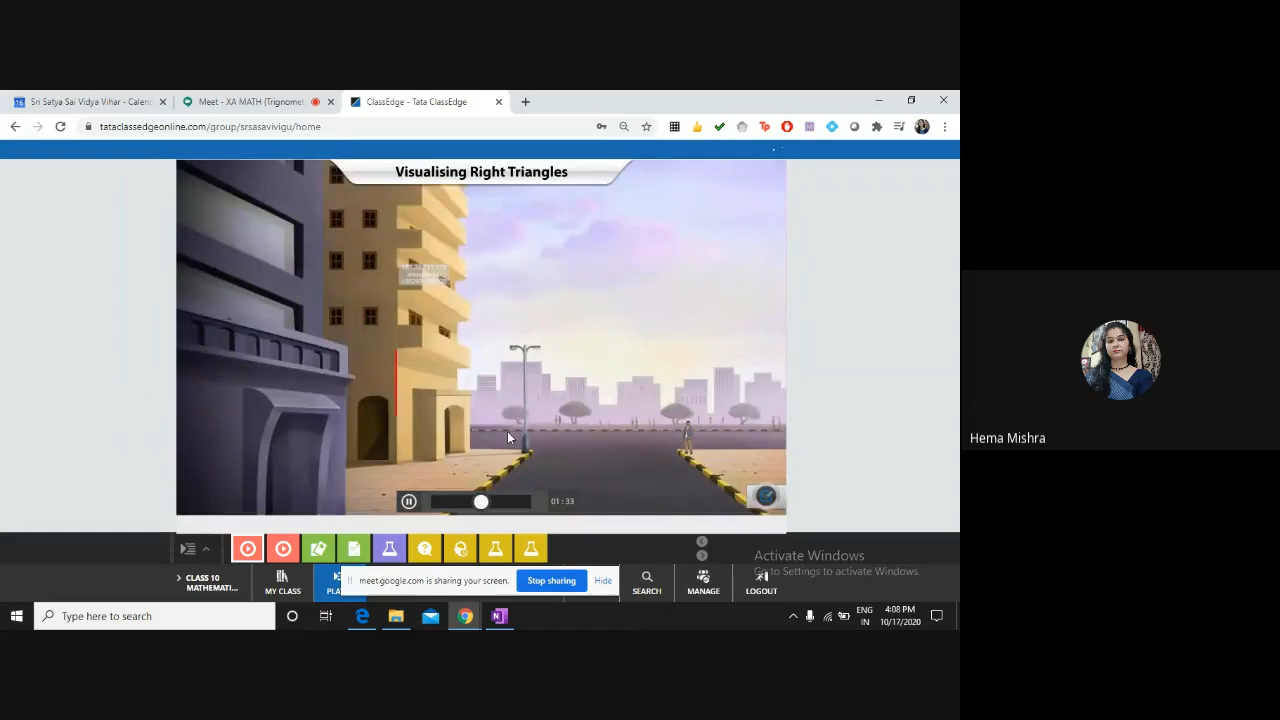 Sri Satya Sai Vidya Vihar - Calenc
Meet - XA MATH (Trignomet
ClassEdge - Tata ClassEdge
tataclassedgeonline.com/group/srsasavivigu/home
Visualising Right Triangles
01:33
Hema Mishra
Activate Windows
Go to Settings to activate Windows.
CLASS 10
MATHEMATI...
MY CLASS
meet.google.com is sharing your screen.
Stop sharing
Hide
SEARCH
MANAGE
LOGOUT
Type here to search
ENG
IN
4:08 PM
10/17/2020